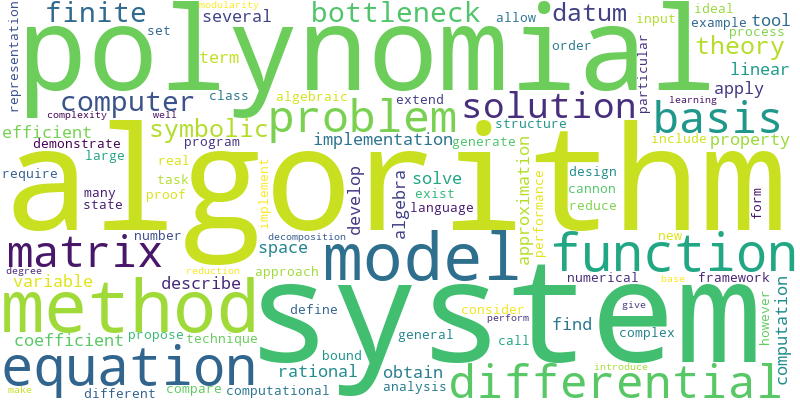 modularity
finite
several
bottleneck
allow
datum
input
ideal
example
tool
representation
polynomial
set
term
order
process
theory
linear
class
algebraic
computer
extend
solution
particular
apply
complexity
well
problem
learning
basis
efficient
symbolic
structure
demonstrate
program
implementation
generate
include
property
large
real
algorithm
require
task
proof
implement
develop
solve
exist
language
algebra
approximation
performance
design
cannon
reduce
form
many
state
number
decomposition
space
matrix
model
function
new
degree
reduction
approach
numerical
base
framework
variable
describe
method
system
define
consider
perform
give
find
complex
however
computation
coefficient
propose
technique
general
call
equation
bound
rational
obtain
analysis
introduce
differential
make
different
compare
computational